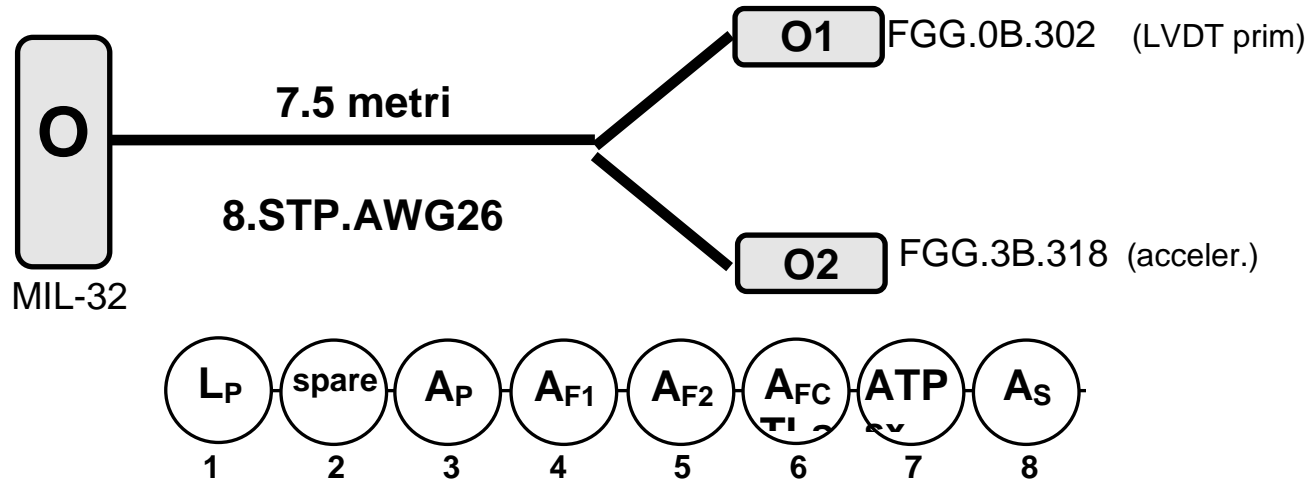 O1 FGG.0B.302 (LVDT prim)
7.5 metri
O
8.STP.AWG26
O2 FGG.3B.318 (acceler.)
MIL-32
LP spare AP AF1 AF2 AFC ATP AS
1 2 3 4 5 6 7 8